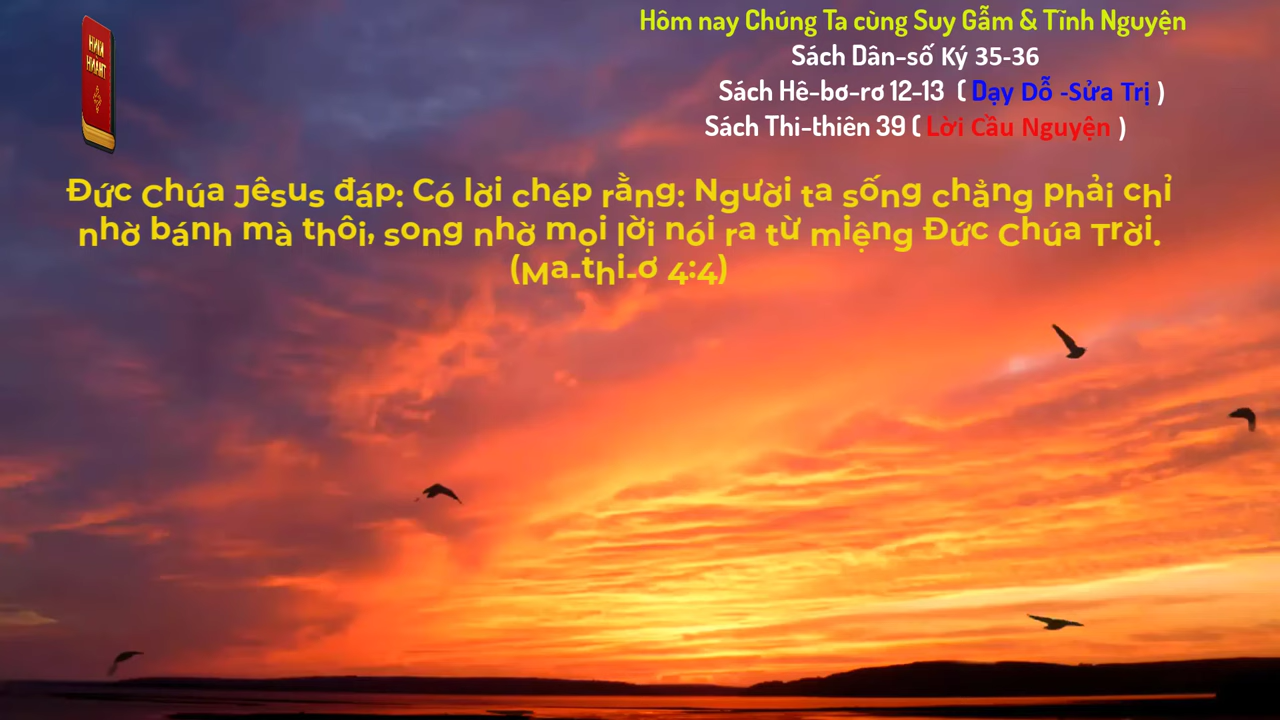 Hôm nay Chúng Ta cùng Suy Gẫm & Tĩnh Nguyện
Sách Dân-số Ký 35-36
Sách Hê-bơ-rơ 12-13 ( Dạy Dỗ -Sửa Trị )
Sách Thi-thiên 39 ( Lời Cầu Nguyện )
KINH
THÁNH
Đức Chúa Jêsus đáp: Có lời chép rằng: Người ta sống chẳng phải chỉ
nhờ bánh mà thôi, song nhờ mọi lời nói ra từ miệng Đức Chúa Trời.
(Ma-thi-ơ 4:4)